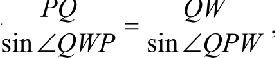 PQ / sin ∠QWP = QW / sin ∠QPW ,